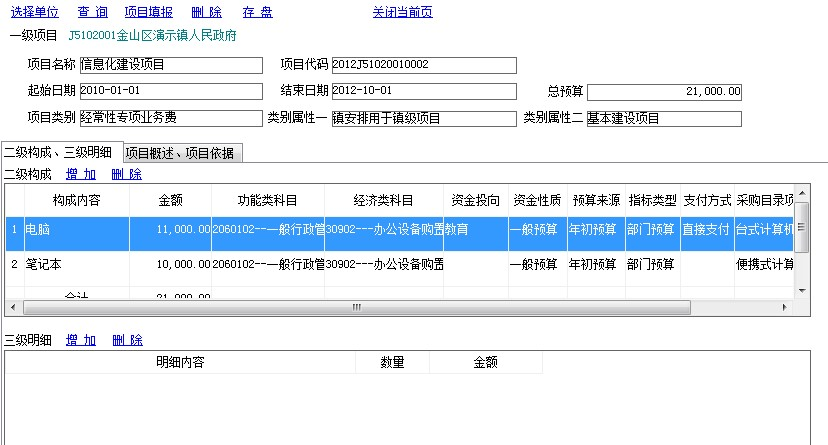 选择单位 查 询 项目填报 删 除 存 盘 关闭当前页
一级项目 J5102001金山区演示镇人民政府
项目名称 信息化建设项目 项目代码 2012J51020010002
起始日期 2010-01-01 结束日期 2012-10-01 总预算 21,000.00
项目类别 经常性专项业务费 类别属性一 镇安排用于镇级项目 类别属性二 基本建设项目
二级构成、三级明细 项目概述、项目依据
二级构成 增 加 删 除
构成内容 金额 功能类科目 经济类科目 资金投向 资金性质 预算来源 指标类型 支付方式 采购目录项
1 电脑 11,000.00 2060102--一般行政管 30902---办公设备购置 教育 一般预算 年初预算 部门预算 直接支付 台式计算机
2 笔记本 10,000.00 2060102--一般行政管 30902---办公设备购置 一般预算 年初预算 部门预算 便携式计算
合计 21,000.00
三级明细 增 加 删 除
明细内容 数量 金额